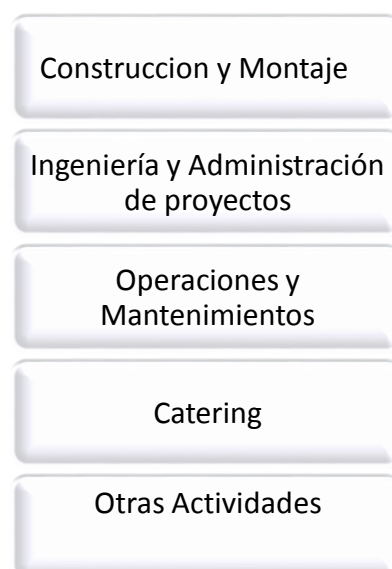 Construccion y Montaje
Ingeniería y Administración
de proyectos
Operaciones y
Mantenimientos
Catering
Otras Actividades